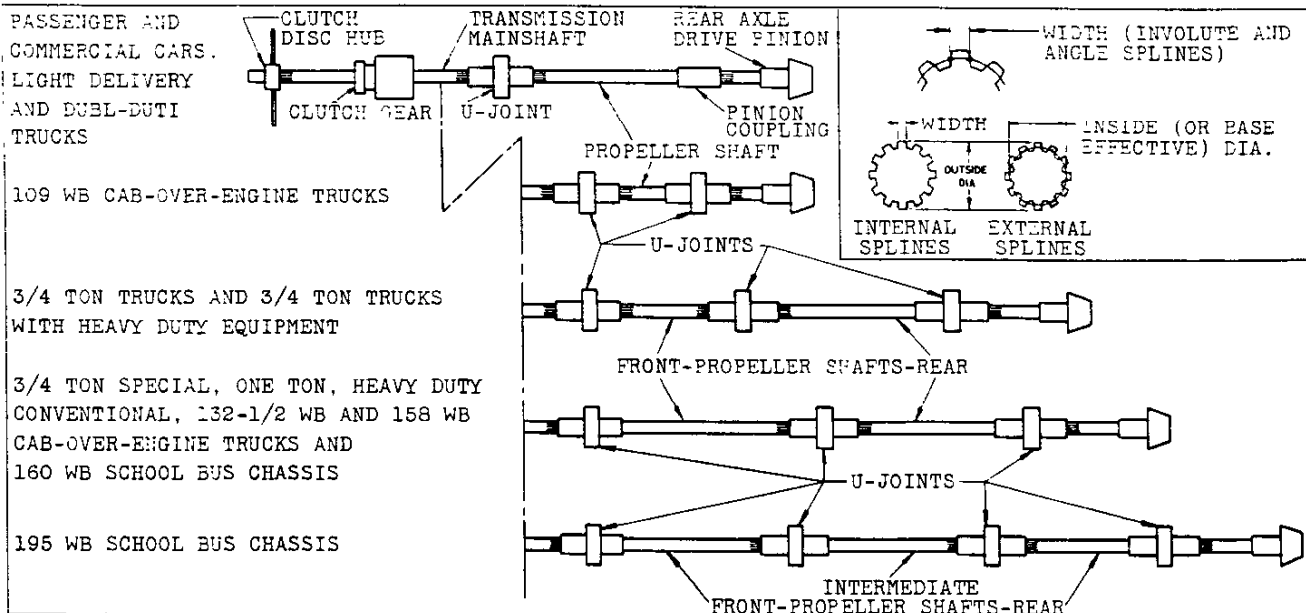 PASSENGER AND
COMMERCIAL CARS.
LIGHT DELIVERY
AND DUBL-DUTI
TRUCKS
CLUTCH
DISC HUB
TRANSMISSION
MAINSHAFT
REAR AXLE
DRIVE PINION
CLUTCH GEAR
U-JOINT
PINION
COUPLING
PROPELLER SHAFT
WIDTH (INVOLUTE AND
ANGLE SPLINES)
WIDTH
INSIDE (OR BASE
EFFECTIVE) DIA.
OUTSIDE
DIA
INTERNAL
SPLINES
EXTERNAL
SPLINES
109 WB CAB-OVER-ENGINE TRUCKS
U-JOINTS
3/4 TON TRUCKS AND 3/4 TON TRUCKS
WITH HEAVY DUTY EQUIPMENT
FRONT-PROPELLER SHAFTS-REAR
3/4 TON SPECIAL, ONE TON, HEAVY DUTY
CONVENTIONAL, 132-1/2 WB AND 158 WB
CAB-OVER-ENGINE TRUCKS AND
160 WB SCHOOL BUS CHASSIS
U-JOINTS
195 WB SCHOOL BUS CHASSIS
INTERMEDIATE
FRONT-PROPELLER SHAFTS-REAR